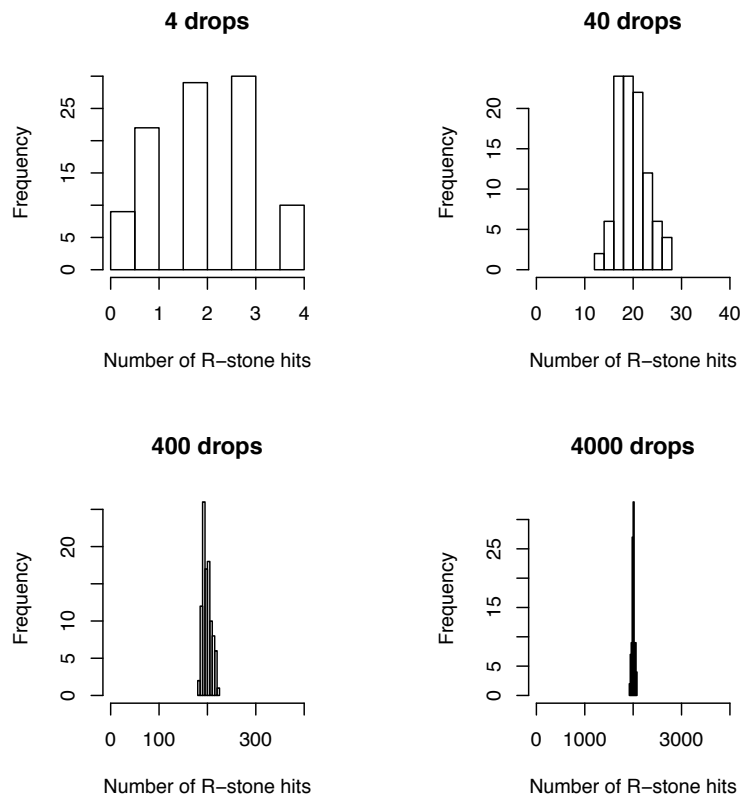 4 drops
Frequency
0 5 15 25
0 1 2 3 4
Number of R−stone hits
40 drops
Frequency
0 5 10 15 20
0 10 20 30 40
Number of R−stone hits
400 drops
Frequency
0 5 10 20
0 100 300
Number of R−stone hits
4000 drops
Frequency
0 5 15 25
0 1000 3000
Number of R−stone hits